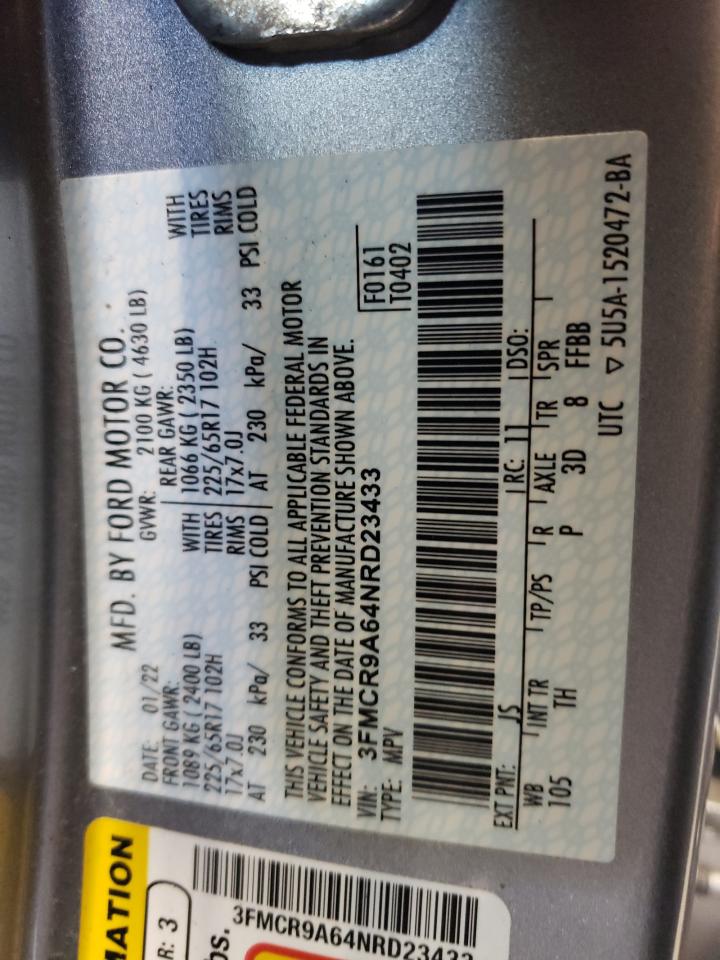 MFD. BY FORD MOTOR CO.
DATE: 01/22 GVWR: 2100 KG ( 4630 LB)
FRONT GAWR: REAR GAWR:
1089 KG ( 2400 LB) WITH 1066 KG ( 2350 LB) WITH
225/65R17 102H TIRES 225/65R17 102H TIRES
17x7.0J RIMS 17x7.0J RIMS
AT 230 kPa/ 33 PSI COLD AT 230 kPa/ 33 PSI COLD
THIS VEHICLE CONFORMS TO ALL APPLICABLE FEDERAL MOTOR
VEHICLE SAFETY AND THEFT PREVENTION STANDARDS IN
EFFECT ON THE DATE OF MANUFACTURE SHOWN ABOVE.
VIN: 3FMCR9A64NRD23433 F0161
TYPE: MPV T0402
EXT PNT: JS RC: 11 DSO:
WB INT TR TP/PS R AXLE TR SPR
105 TH P 3D 8 FFBB
UTC ▽ 5U5A-1520472-BA
R: 3
bs.
3FMCR9A64NRD23433